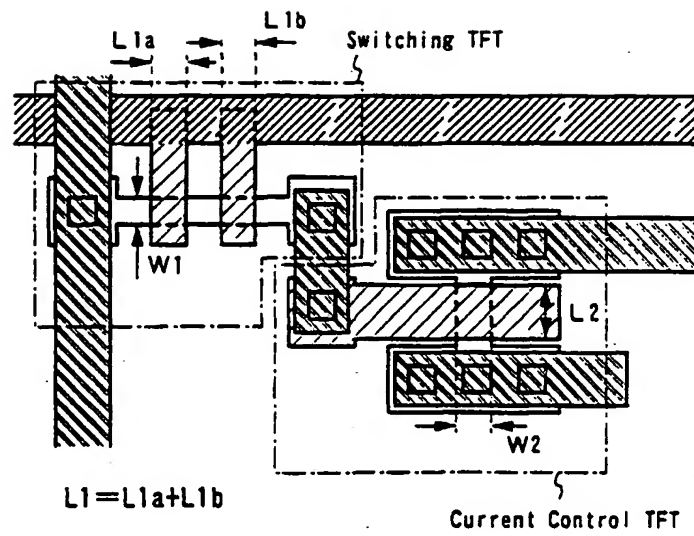 L1b
L1a
Switching TFT
W1
L2
W2
L1=L1a+L1b
Current Control TFT